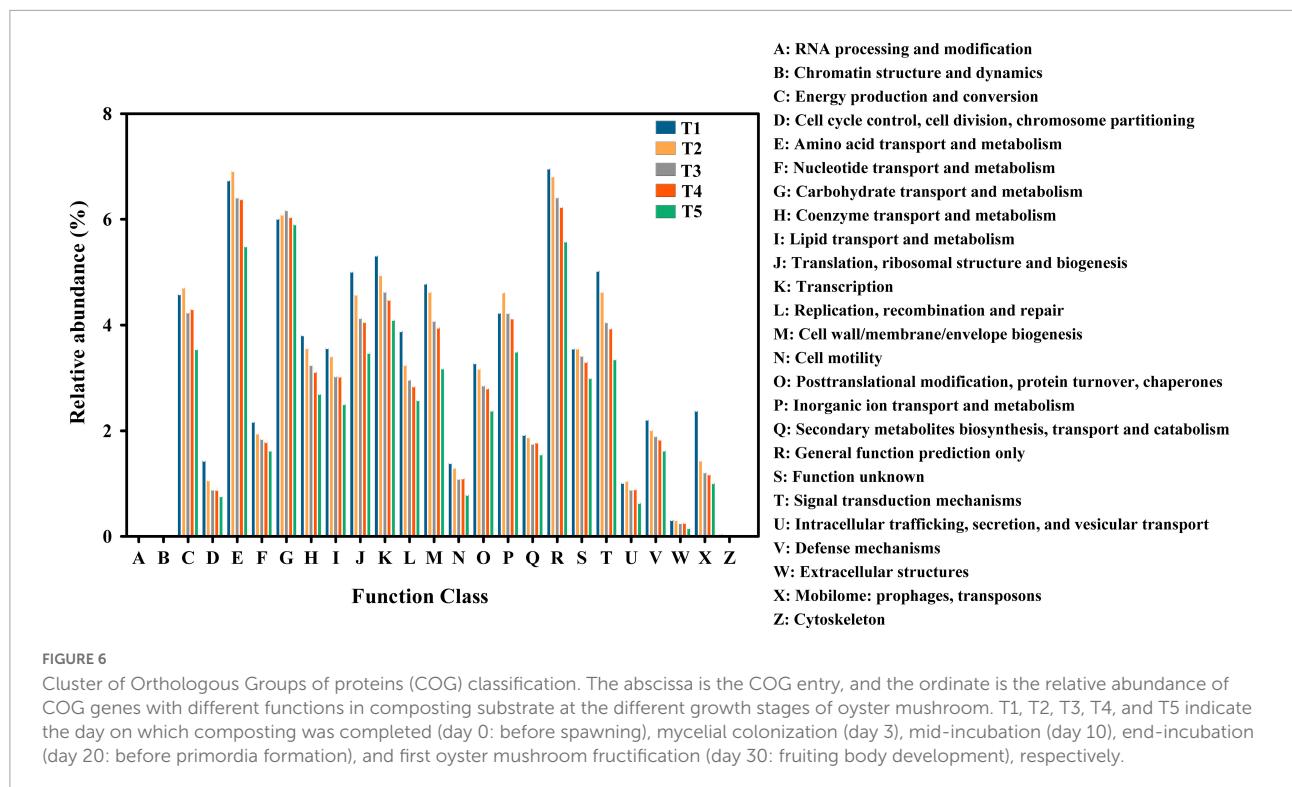 8
6
4
2
0
Relative abundance (%)
T1
T2
T3
T4
T5
A B C D E F G H I J K L M N O P Q R S T U V W X Z
Function Class
A: RNA processing and modification
B: Chromatin structure and dynamics
C: Energy production and conversion
D: Cell cycle control, cell division, chromosome partitioning
E: Amino acid transport and metabolism
F: Nucleotide transport and metabolism
G: Carbohydrate transport and metabolism
H: Coenzyme transport and metabolism
I: Lipid transport and metabolism
J: Translation, ribosomal structure and biogenesis
K: Transcription
L: Replication, recombination and repair
M: Cell wall/membrane/envelope biogenesis
N: Cell motility
O: Posttranslational modification, protein turnover, chaperones
P: Inorganic ion transport and metabolism
Q: Secondary metabolites biosynthesis, transport and catabolism
R: General function prediction only
S: Function unknown
T: Signal transduction mechanisms
U: Intracellular trafficking, secretion, and vesicular transport
V: Defense mechanisms
W: Extracellular structures
X: Mobilome: prophages, transposons
Z: Cytoskeleton
FIGURE 6
Cluster of Orthologous Groups of proteins (COG) classification. The abscissa is the COG entry, and the ordinate is the relative abundance of
COG genes with different functions in composting substrate at the different growth stages of oyster mushroom. T1, T2, T3, T4, and T5 indicate
the day on which composting was completed (day 0: before spawning), mycelial colonization (day 3), mid-incubation (day 10), end-incubation
(day 20: before primordia formation), and first oyster mushroom fructification (day 30: fruiting body development), respectively.